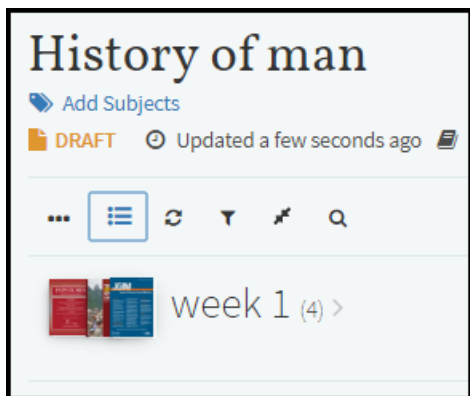 History of man
Add Subjects
DRAFT Updated a few seconds ago
week 1 (4) >